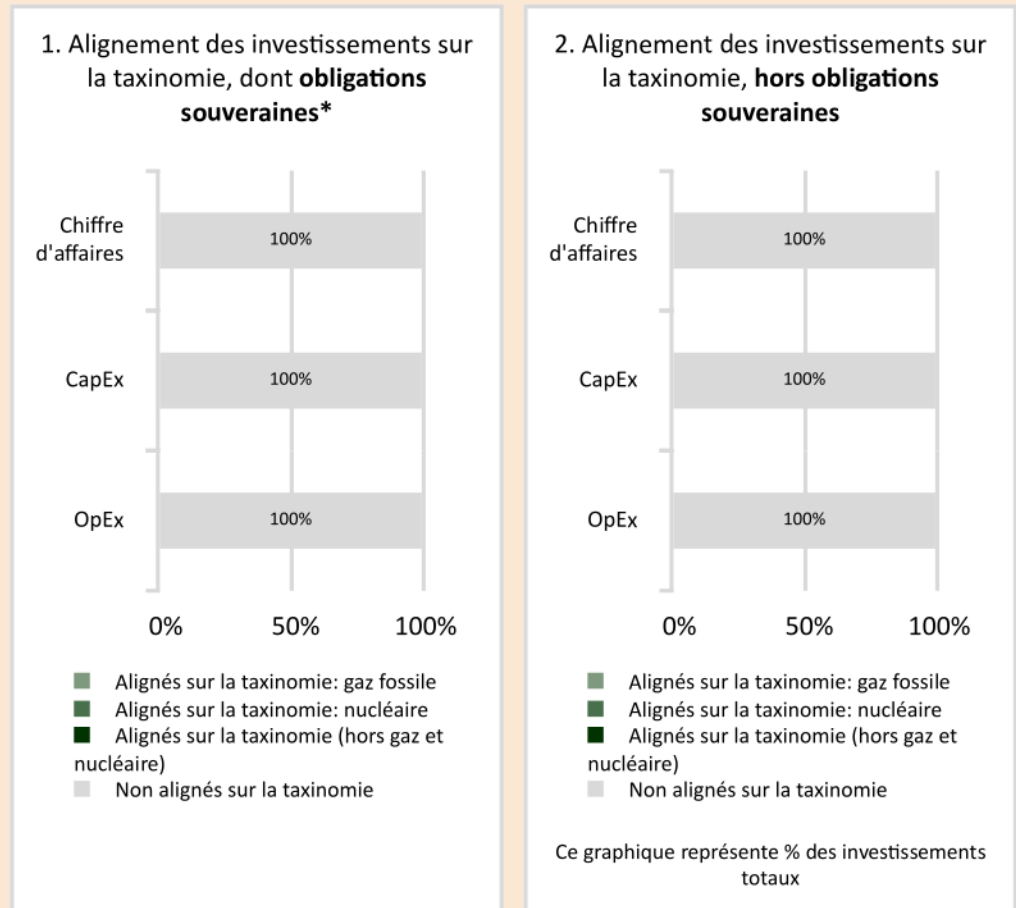 1. Alignement des investissements sur
la taxinomie, dont obligations
souveraines*
Chiffre
d'affaires
100%
CapEx
100%
OpEx
100%
0% 50% 100%
Alignés sur la taxinomie: gaz fossile
Alignés sur la taxinomie: nucléaire
Alignés sur la taxinomie (hors gaz et
nucléaire)
Non alignés sur la taxinomie
2. Alignement des investissements sur
la taxinomie, hors obligations
souveraines
Chiffre
d'affaires
100%
CapEx
100%
OpEx
100%
0% 50% 100%
Alignés sur la taxinomie: gaz fossile
Alignés sur la taxinomie: nucléaire
Alignés sur la taxinomie (hors gaz et
nucléaire)
Non alignés sur la taxinomie
Ce graphique représente % des investissements
totaux